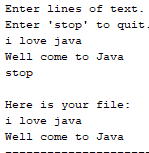 Enter lines of text.
Enter 'stop' to quit.
i love java
Well come to Java
stop

Here is your file:
i love java
Well come to Java
--------------------